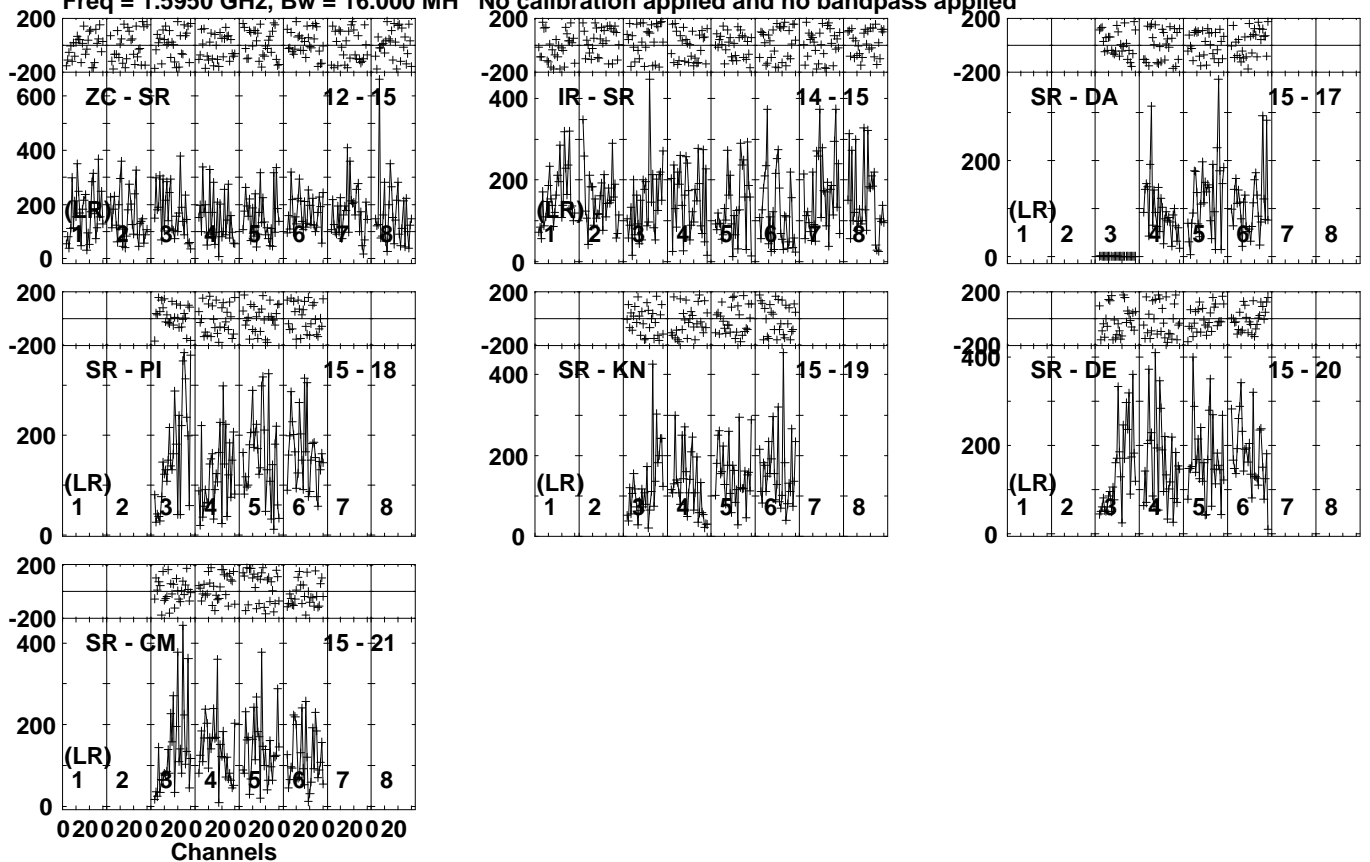 Freq = 1.5950 GHz, Bw = 16.000 MH No calibration applied and no bandpass applied
200
-200
600
400
200
0
ZC - SR 12 - 15
(LR)
1 2 3 4 5 6 7 8
200
-200
400
200
0
IR - SR 14 - 15
(LR)
1 2 3 4 5 6 7 8
200
-200
200
0
SR - DA 15 - 17
(LR)
1 2 3 4 5 6 7 8
200
-200
200
0
SR - PI 15 - 18
(LR)
1 2 3 4 5 6 7 8
200
-200
400
200
0
SR - KN 15 - 19
(LR)
1 2 3 4 5 6 7 8
200
-200
400
200
0
SR - DE 15 - 20
(LR)
1 2 3 4 5 6 7 8
200
-200
400
200
0
SR - CM 15 - 21
(LR)
1 2 3 4 5 6 7 8
0 20 0 20 0 20 0 20 0 20 0 20 0 20 0 20
Channels